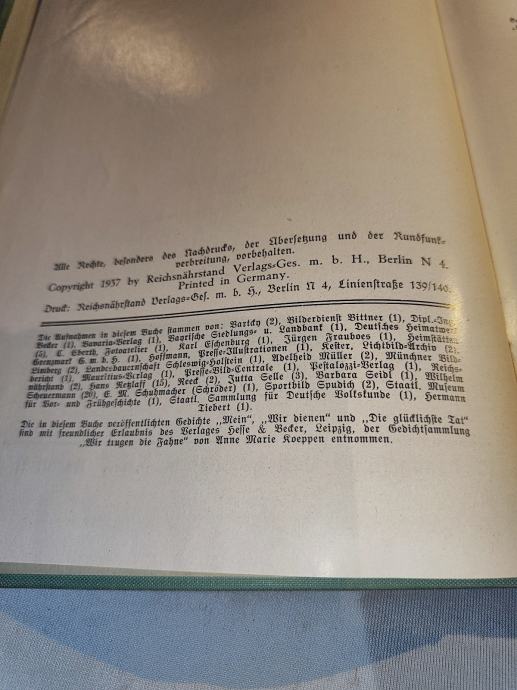 Alle Rechte, besonders des Nachdrucks, der Übersetzung und der Rundfunk-
verbreitung, vorbehalten.
Copyright 1937 by Reichsnährstand Verlags-Ges. m. b. H., Berlin N 4.
Printed in Germany.
Druck: Reichsnährstand Verlags-Ges. m. b. H., Berlin N 4, Linienstraße 139/140.
Die Aufnahmen in diesem Buche stammen von: Bartcky (2), Bilderdienst Bittner (1), Dipl.-Ing.
Becker (1), Bavaria-Verlag (1), Bayrische Siedlungs- u. Landbank (1), Deutsches Heimatwerk
(5), C. Eberth, Fotoatelier (1), Karl Eschenburg (1), Jürgen Frauboes (1), Heimstätten
Grenzmark G. m. b. H. (1), Hoffmann, Presse-Illustrationen (1), Kester, Lichtbild-Archiv (2),
Limberg (2), Landesbauernschaft Schleswig-Holstein (1), Adelheid Müller (2), Münchner Bild-
bericht (1), Mauritius-Verlag (1), Presse-Bild-Centrale (1), Pestalozzi-Verlag (1), Reichs-
nährstand (2), Hans Retzlaff (15), Reck (2), Jutta Selle (3), Barbara Seidl (1), Wilhelm
Scheuermann (20), E. M. Schuhmacher (Schröder) (1), Sportbild Spudich (2), Staatl. Museum
für Vor- und Frühgeschichte (1), Staatl. Sammlung für Deutsche Volkskunde (1), Hermann
Tiebert (1).
Die in diesem Buche veröffentlichten Gedichte „Mein“, „Wir dienen“ und „Die glücklichste Tat“
sind mit freundlicher Erlaubnis des Verlages Hesse & Becker, Leipzig, der Gedichtsammlung
„Wir trugen die Fahne“ von Anne Marie Koeppen entnommen.